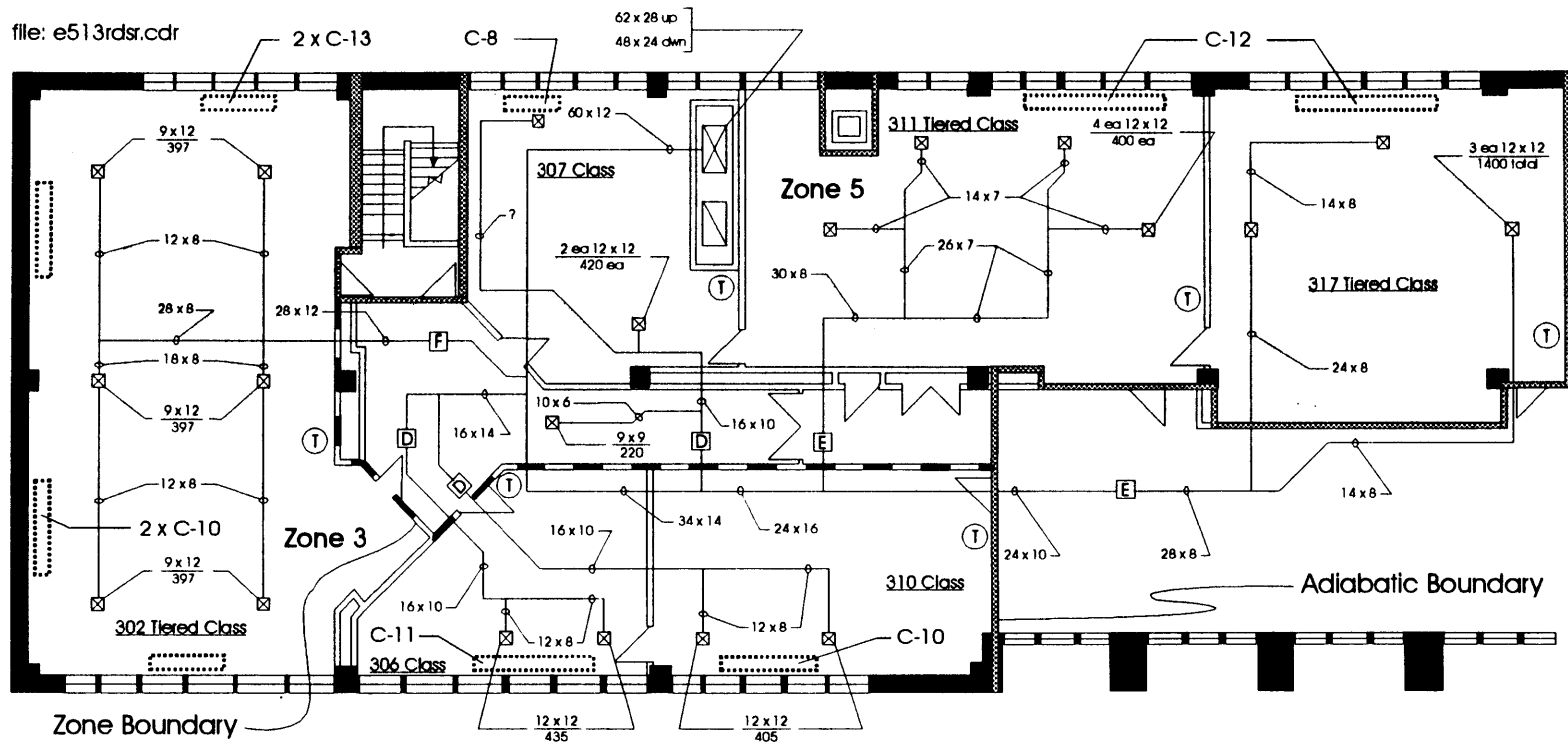 file: e513rdsr.cdr
2 x C-13
C-8
62 x 28 up
48 x 24 dwn
C-12
9 x 12
397
60 x 12
311 Tiered Class
4 ea 12 x 12
400 ea
3 ea 12 x 12
1400 total
307 Class
Zone 5
14 x 7
14 x 8
?
12 x 8
2 ea 12 x 12
420 ea
26 x 7
30 x 8
T
T
317 Tiered Class
28 x 8
28 x 12
F
T
18 x 8
24 x 8
9 x 12
397
10 x 6
16 x 14
9 x 9
220
16 x 10
T
D
D
E
12 x 8
D
T
E
14 x 8
2 x C-10
34 x 14
24 x 16
Zone 3
16 x 10
T
24 x 10
28 x 8
9 x 12
397
310 Class
Adiabatic Boundary
16 x 10
302 Tiered Class
C-11
12 x 8
12 x 8
C-10
306 Class
Zone Boundary
12 x 12
435
12 x 12
405